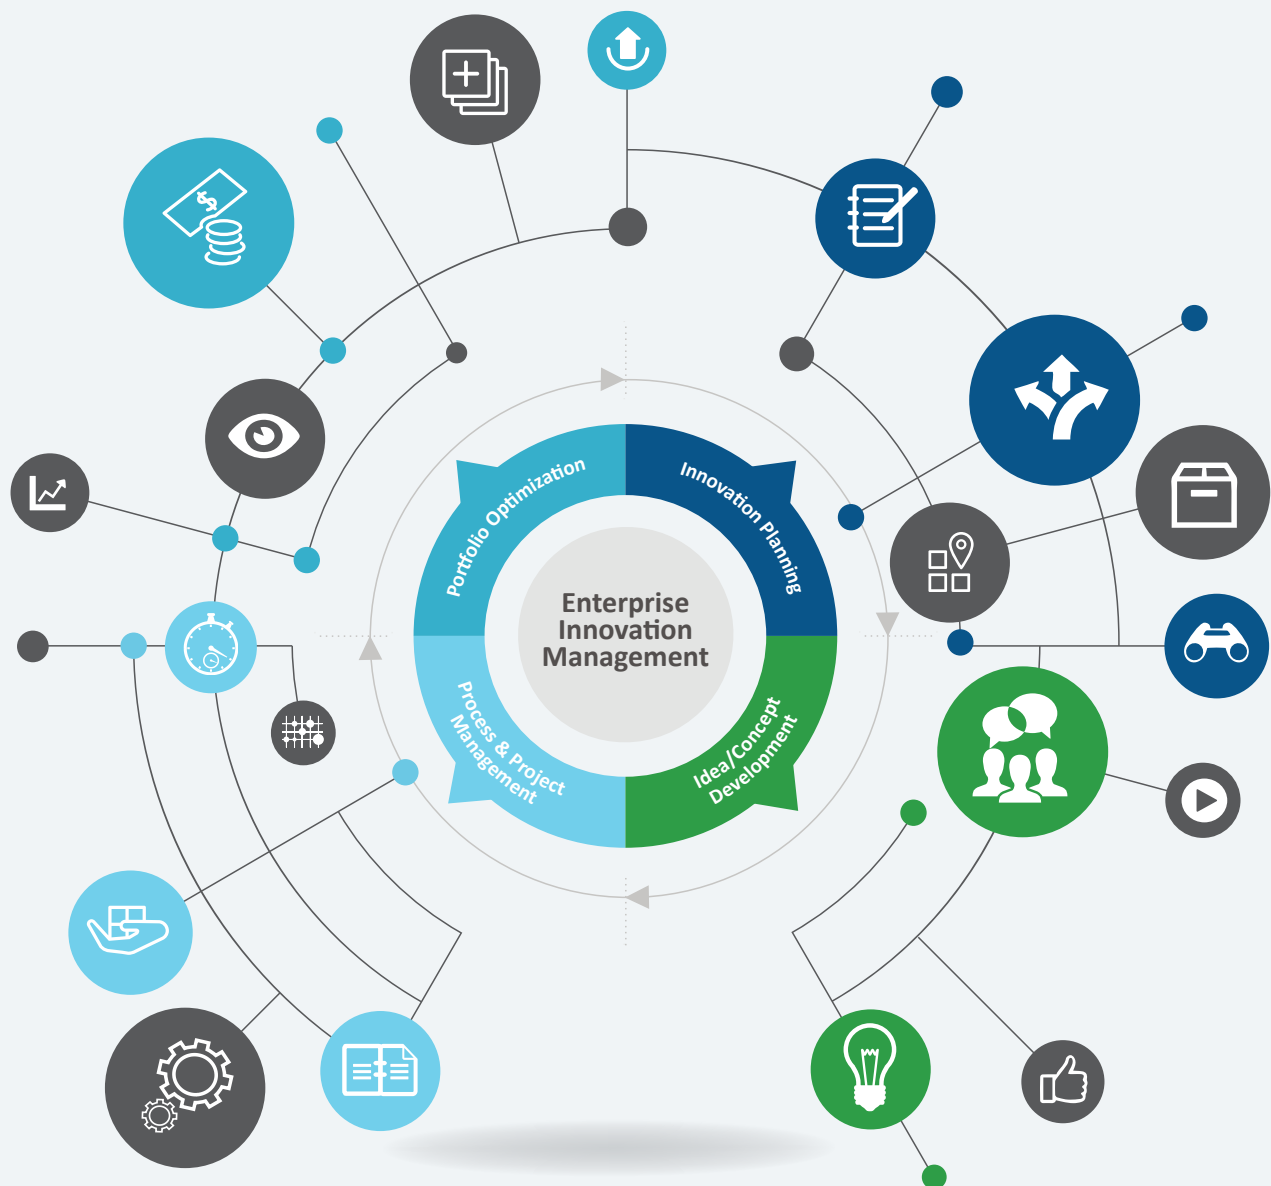 Portfolio Optimization
Innovation Planning
Enterprise
Innovation
Management
Process & Project
Management
Idea/Concept
Development
$